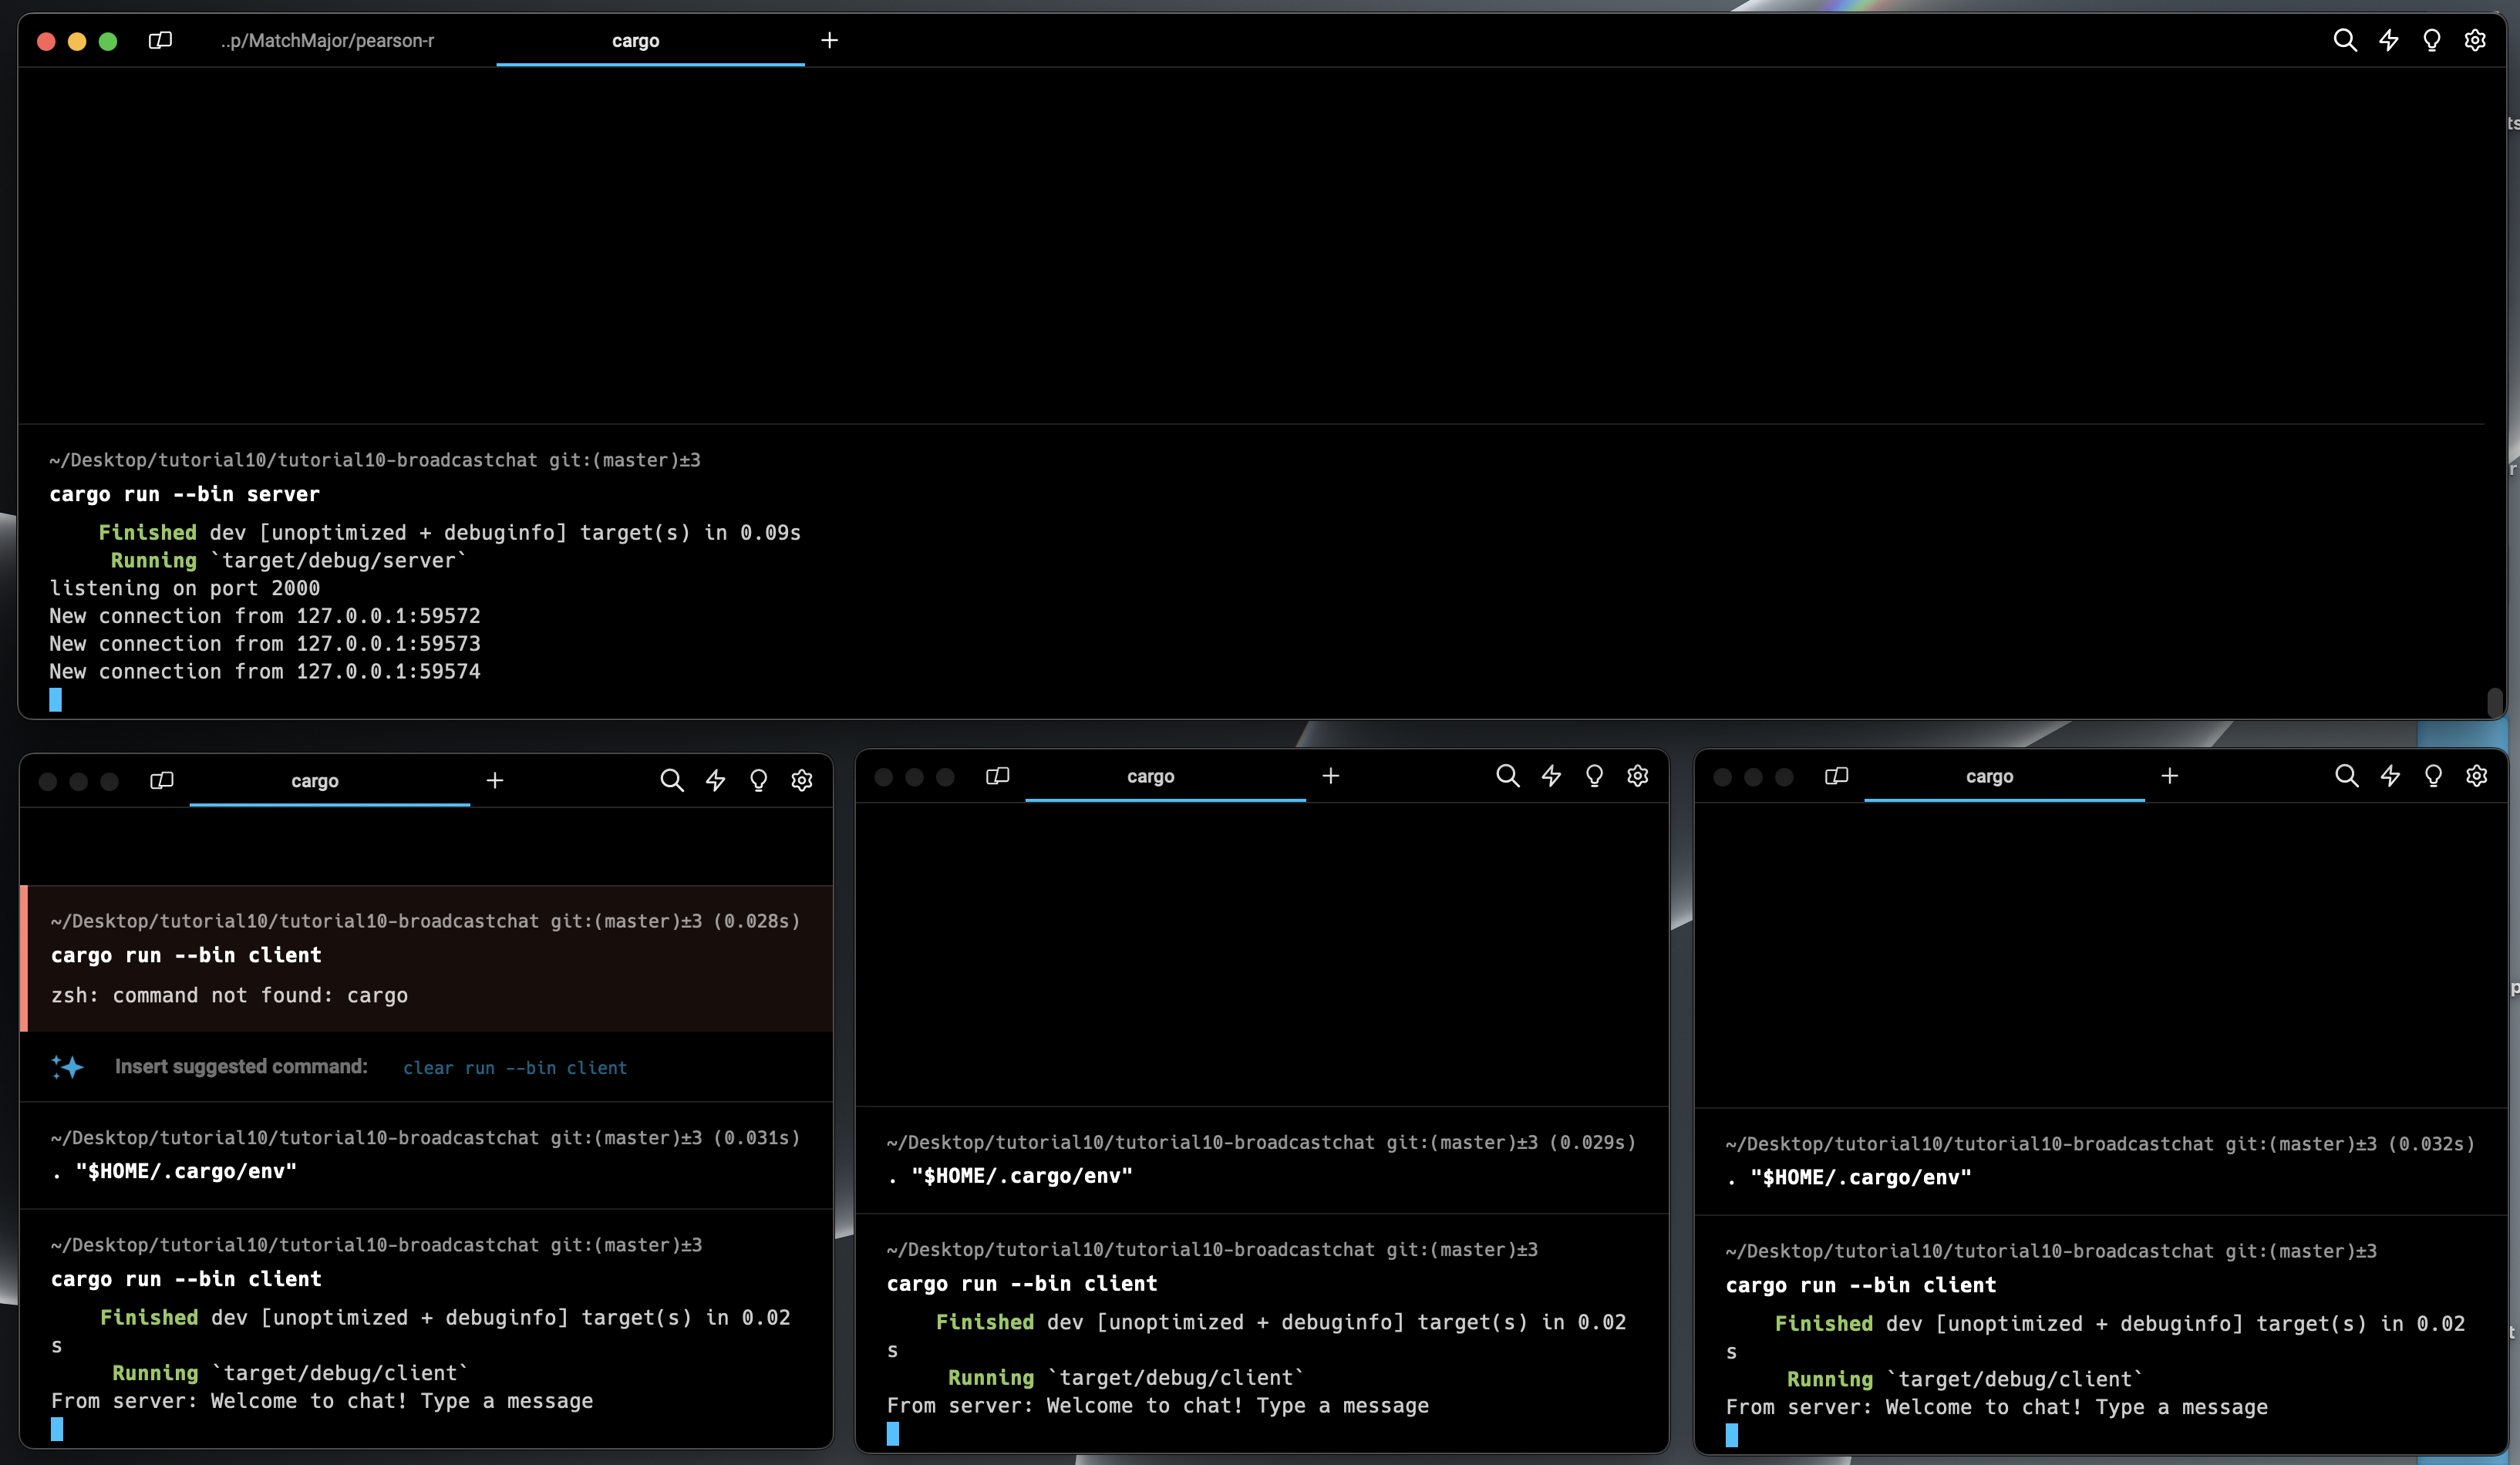 ..p/MatchMajor/pearson-r
cargo
~/Desktop/tutorial10/tutorial10-broadcastchat git:(master)±3
cargo run --bin server
Finished dev [unoptimized + debuginfo] target(s) in 0.09s
Running `target/debug/server`
listening on port 2000
New connection from 127.0.0.1:59572
New connection from 127.0.0.1:59573
New connection from 127.0.0.1:59574
cargo
~/Desktop/tutorial10/tutorial10-broadcastchat git:(master)±3 (0.028s)
cargo run --bin client
zsh: command not found: cargo
Insert suggested command: clear run --bin client
~/Desktop/tutorial10/tutorial10-broadcastchat git:(master)±3 (0.031s)
. "$HOME/.cargo/env"
~/Desktop/tutorial10/tutorial10-broadcastchat git:(master)±3
cargo run --bin client
Finished dev [unoptimized + debuginfo] target(s) in 0.02
s
Running `target/debug/client`
From server: Welcome to chat! Type a message
cargo
~/Desktop/tutorial10/tutorial10-broadcastchat git:(master)±3 (0.029s)
. "$HOME/.cargo/env"
~/Desktop/tutorial10/tutorial10-broadcastchat git:(master)±3
cargo run --bin client
Finished dev [unoptimized + debuginfo] target(s) in 0.02
s
Running `target/debug/client`
From server: Welcome to chat! Type a message
cargo
~/Desktop/tutorial10/tutorial10-broadcastchat git:(master)±3 (0.032s)
. "$HOME/.cargo/env"
~/Desktop/tutorial10/tutorial10-broadcastchat git:(master)±3
cargo run --bin client
Finished dev [unoptimized + debuginfo] target(s) in 0.02
s
Running `target/debug/client`
From server: Welcome to chat! Type a message